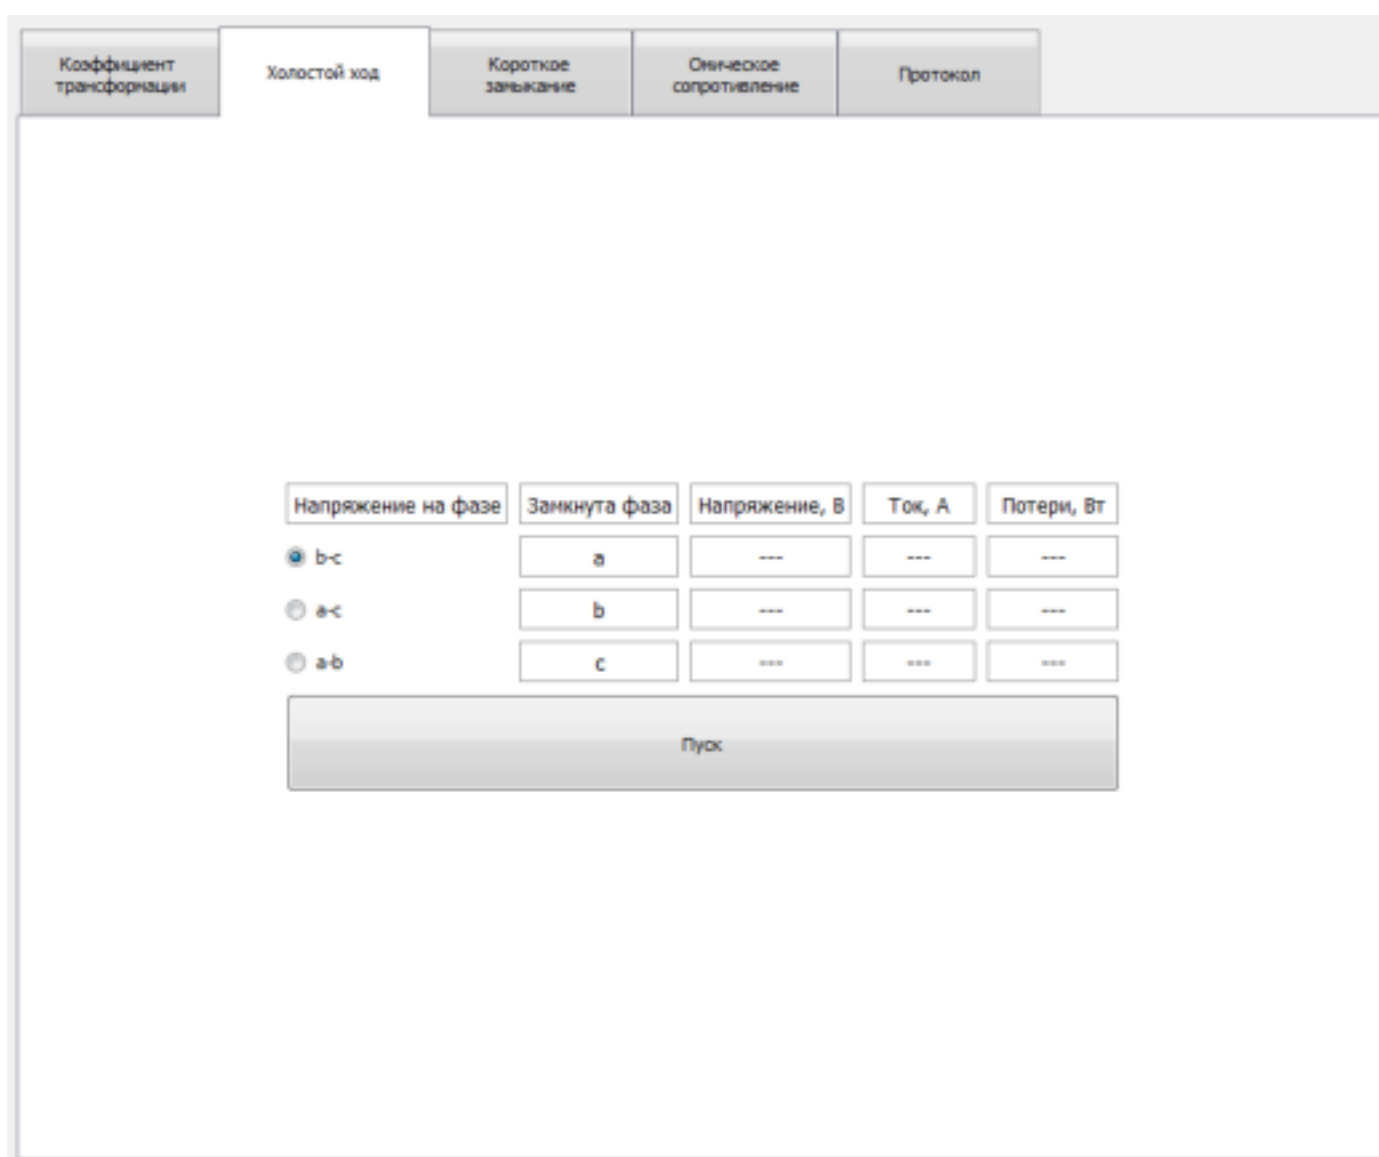 Коэффициент
трансформации
Холостой ход
Короткое
замыкание
Омическое
сопротивление
Протокол
Напряжение на фазе Замкнута фаза Напряжение, В Ток, А Потери, Вт
b-c a --- --- ---
a-c b --- --- ---
a-b c --- --- ---
Пуск